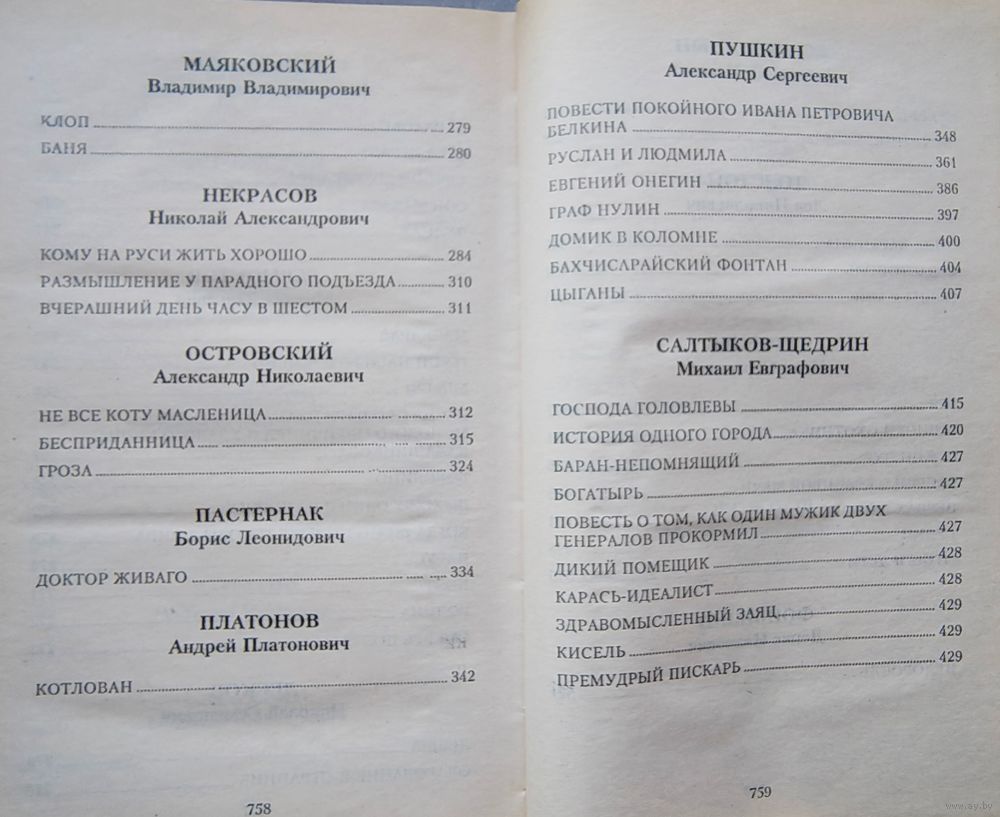 МАЯКОВСКИЙ
Владимир Владимирович
КЛОП 279
БАНЯ 280
НЕКРАСОВ
Николай Александрович
КОМУ НА РУСИ ЖИТЬ ХОРОШО 284
РАЗМЫШЛЕНИЕ У ПАРАДНОГО ПОДЪЕЗДА 310
ВЧЕРАШНИЙ ДЕНЬ ЧАСУ В ШЕСТОМ 311
ОСТРОВСКИЙ
Александр Николаевич
НЕ ВСЕ КОТУ МАСЛЕНИЦА 312
БЕСПРИДАННИЦА 315
ГРОЗА 324
ПАСТЕРНАК
Борис Леонидович
ДОКТОР ЖИВАГО 334
ПЛАТОНОВ
Андрей Платонович
КОТЛОВАН 342
758
ПУШКИН
Александр Сергеевич
ПОВЕСТИ ПОКОЙНОГО ИВАНА ПЕТРОВИЧА
БЕЛКИНА 348
РУСЛАН И ЛЮДМИЛА 361
ЕВГЕНИЙ ОНЕГИН 386
ГРАФ НУЛИН 397
ДОМИК В КОЛОМНЕ 400
БАХЧИСАРАЙСКИЙ ФОНТАН 404
ЦЫГАНЫ 407
САЛТЫКОВ-ЩЕДРИН
Михаил Евграфович
ГОСПОДА ГОЛОВЛЕВЫ 415
ИСТОРИЯ ОДНОГО ГОРОДА 420
БАРАН-НЕПОМНЯЩИЙ 427
БОГАТЫРЬ 427
ПОВЕСТЬ О ТОМ, КАК ОДИН МУЖИК ДВУХ
ГЕНЕРАЛОВ ПРОКОРМИЛ 427
ДИКИЙ ПОМЕЩИК 428
КАРАСЬ-ИДЕАЛИСТ 428
ЗДРАВОМЫСЛЕННЫЙ ЗАЯЦ 429
КИСЕЛЬ 429
ПРЕМУДРЫЙ ПИСКАРЬ 429
759
www.ay.by